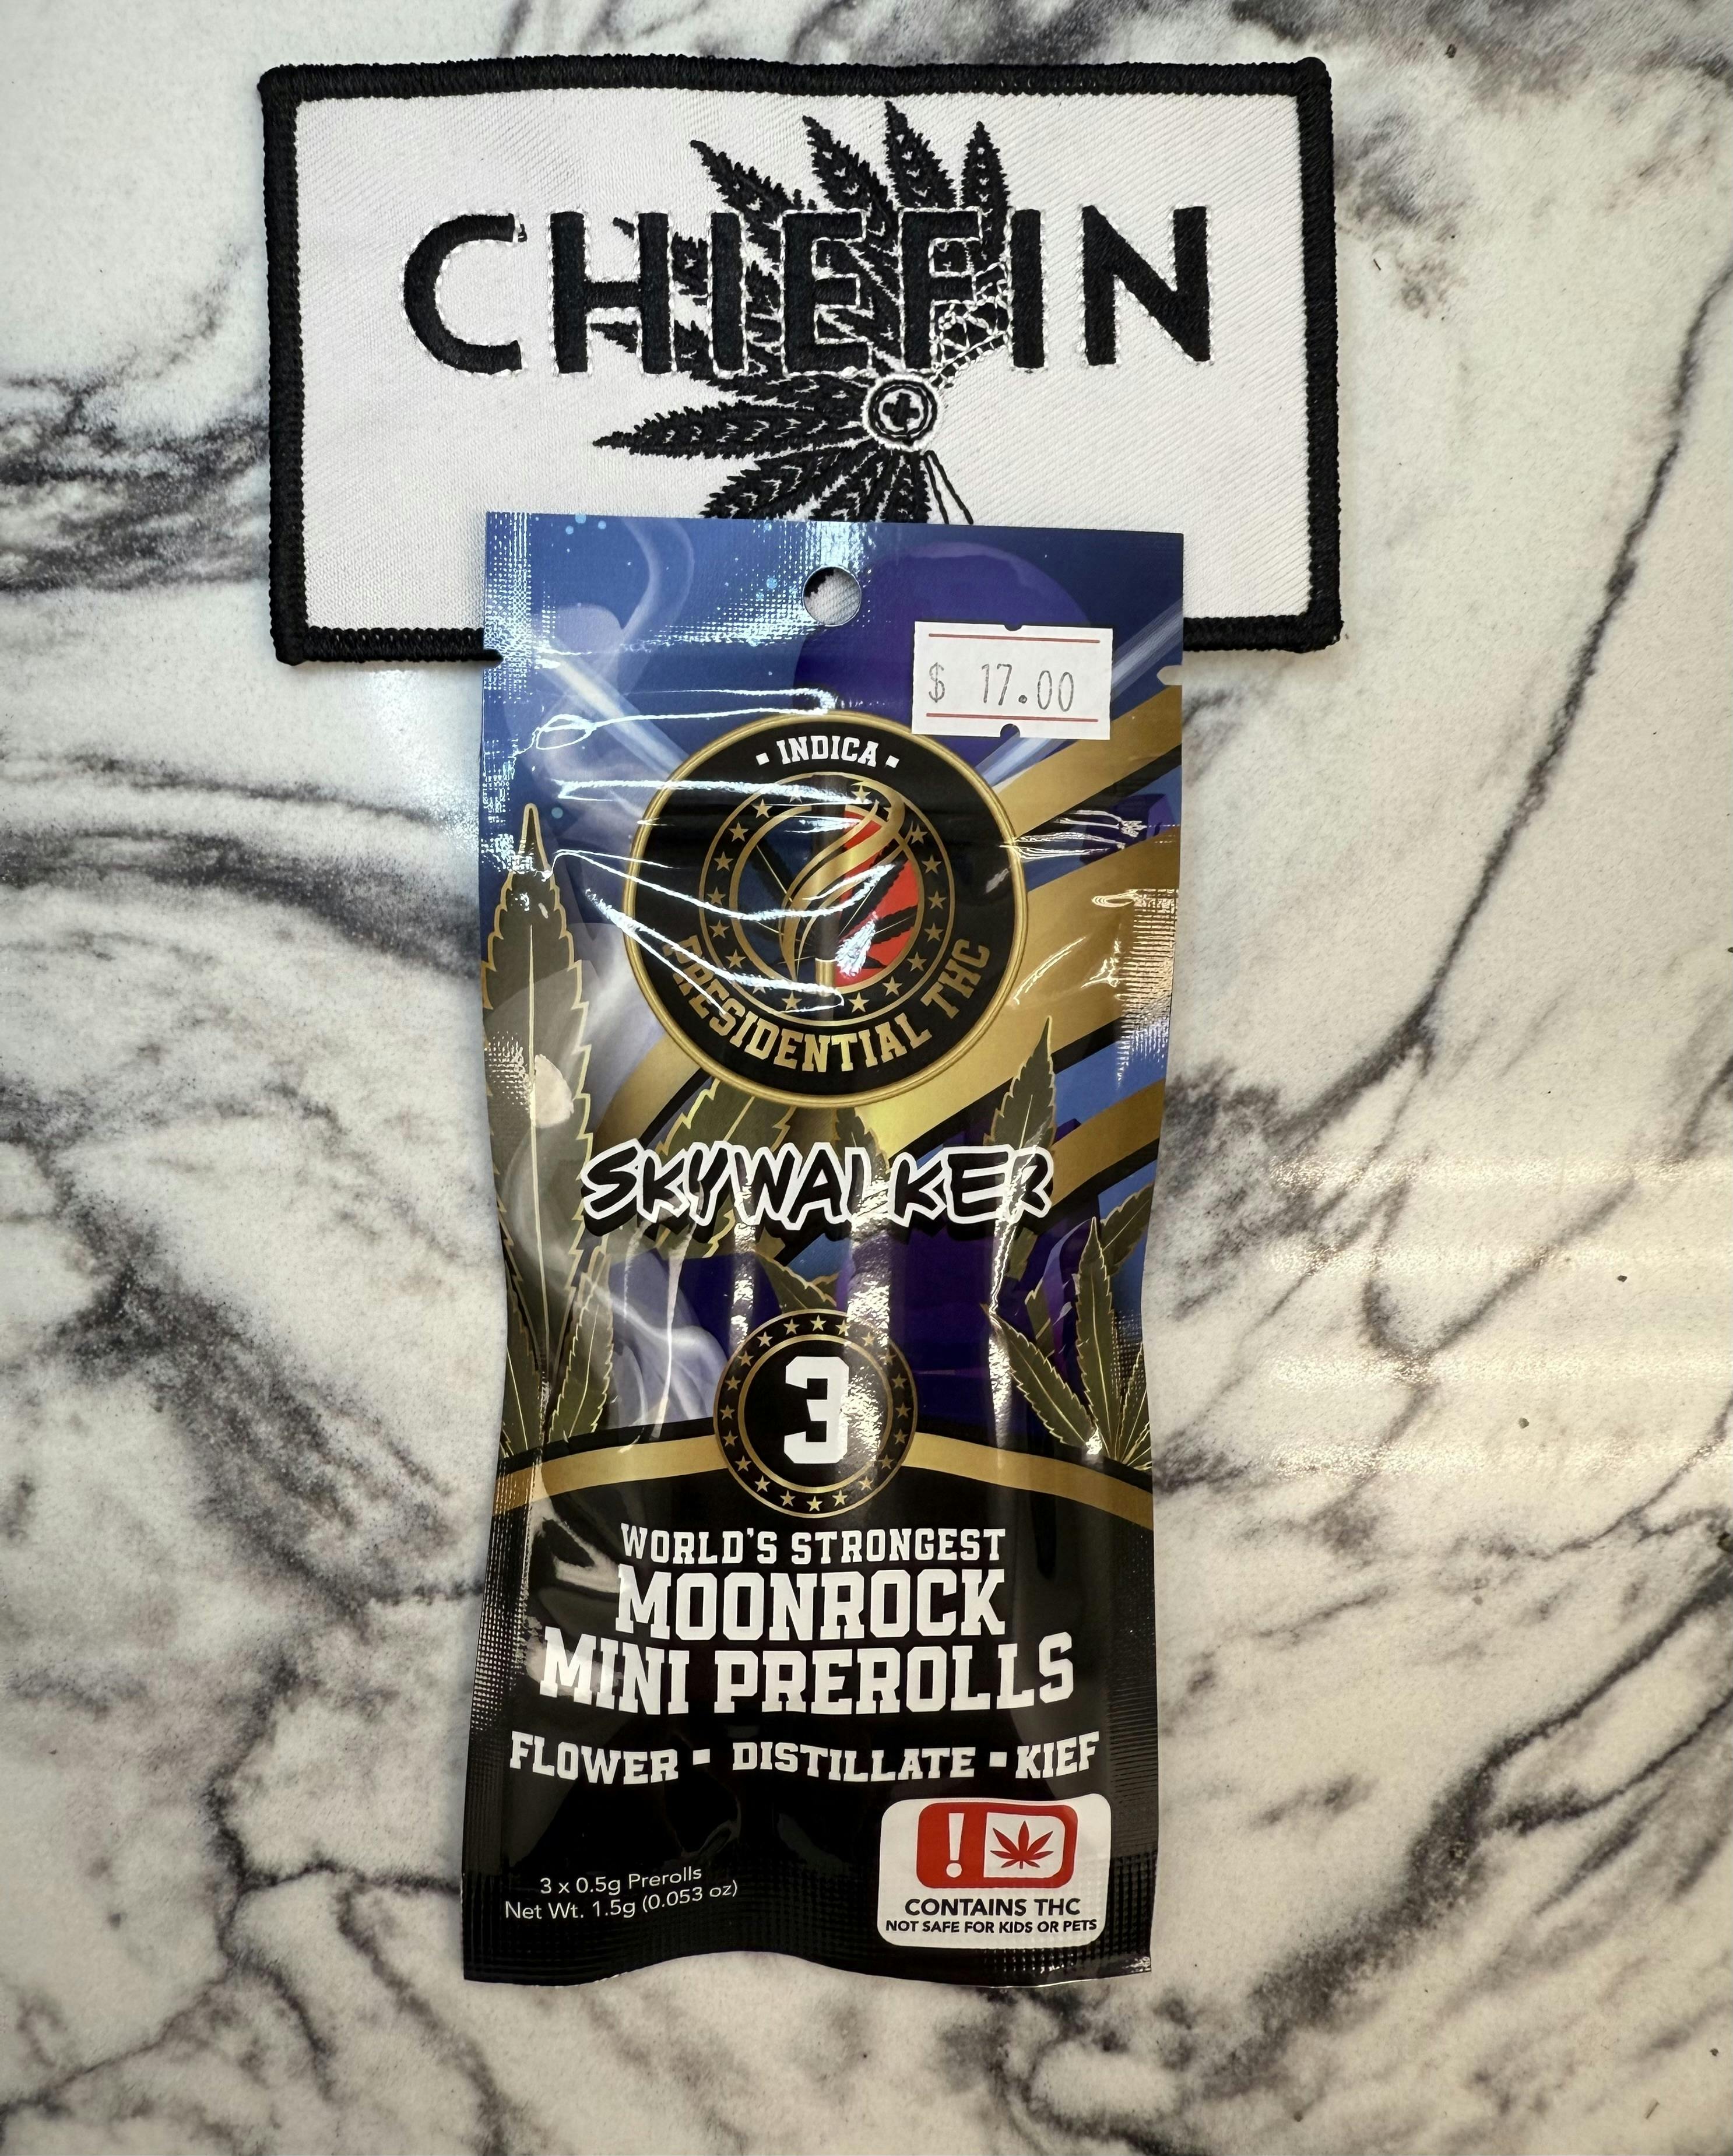 CHIEFIN
$ 17.00
• INDICA •
PRESIDENTIAL THC
SKYWALKER
3
WORLD'S STRONGEST
MOONROCK
MINI PREROLLS
FLOWER ▪ DISTILLATE ▪ KIEF
3 x 0.5g Prerolls
Net Wt. 1.5g (0.053 oz)
!
CONTAINS THC
NOT SAFE FOR KIDS OR PETS